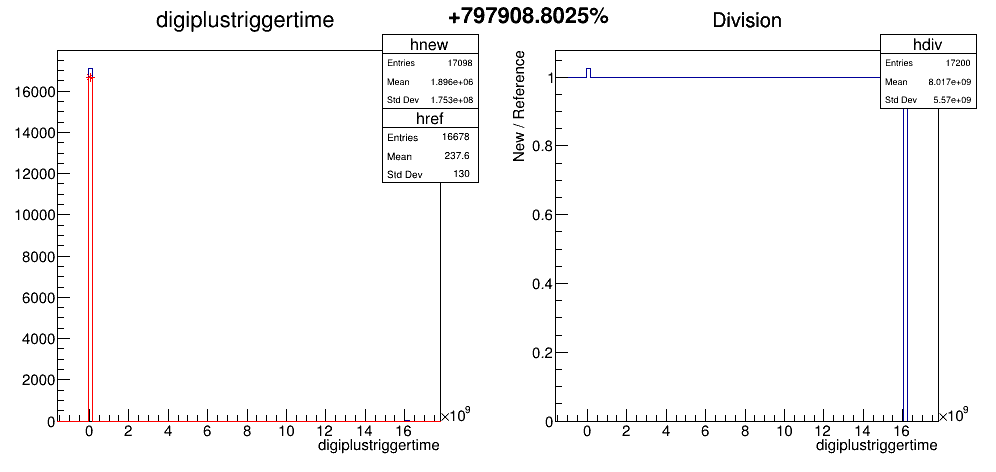 digiplustriggertime
+797908.8025%
Division
hnew
Entries 17098
Mean 1.896e+06
Std Dev 1.753e+08
href
Entries 16678
Mean 237.6
Std Dev 130
16000
14000
12000
10000
8000
6000
4000
2000
0
0 2 4 6 8 10 12 14 16
×10⁹
digiplustriggertime
hdiv
Entries 17200
Mean 8.017e+09
Std Dev 5.57e+09
New / Reference
1
0.8
0.6
0.4
0.2
0
0 2 4 6 8 10 12 14 16
×10⁹
digiplustriggertime